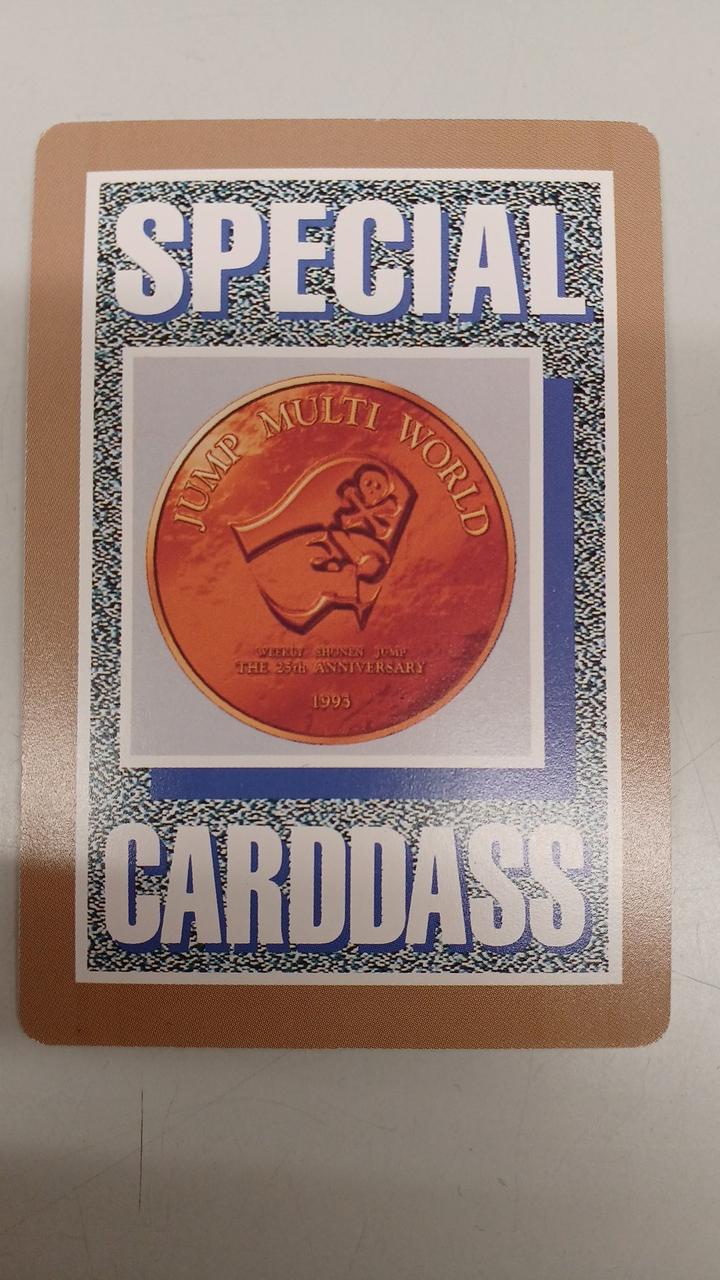 SPECIAL
JUMP MULTI WORLD
WEEKLY SHONEN JUMP
THE 25th ANNIVERSARY
1993
CARDDASS